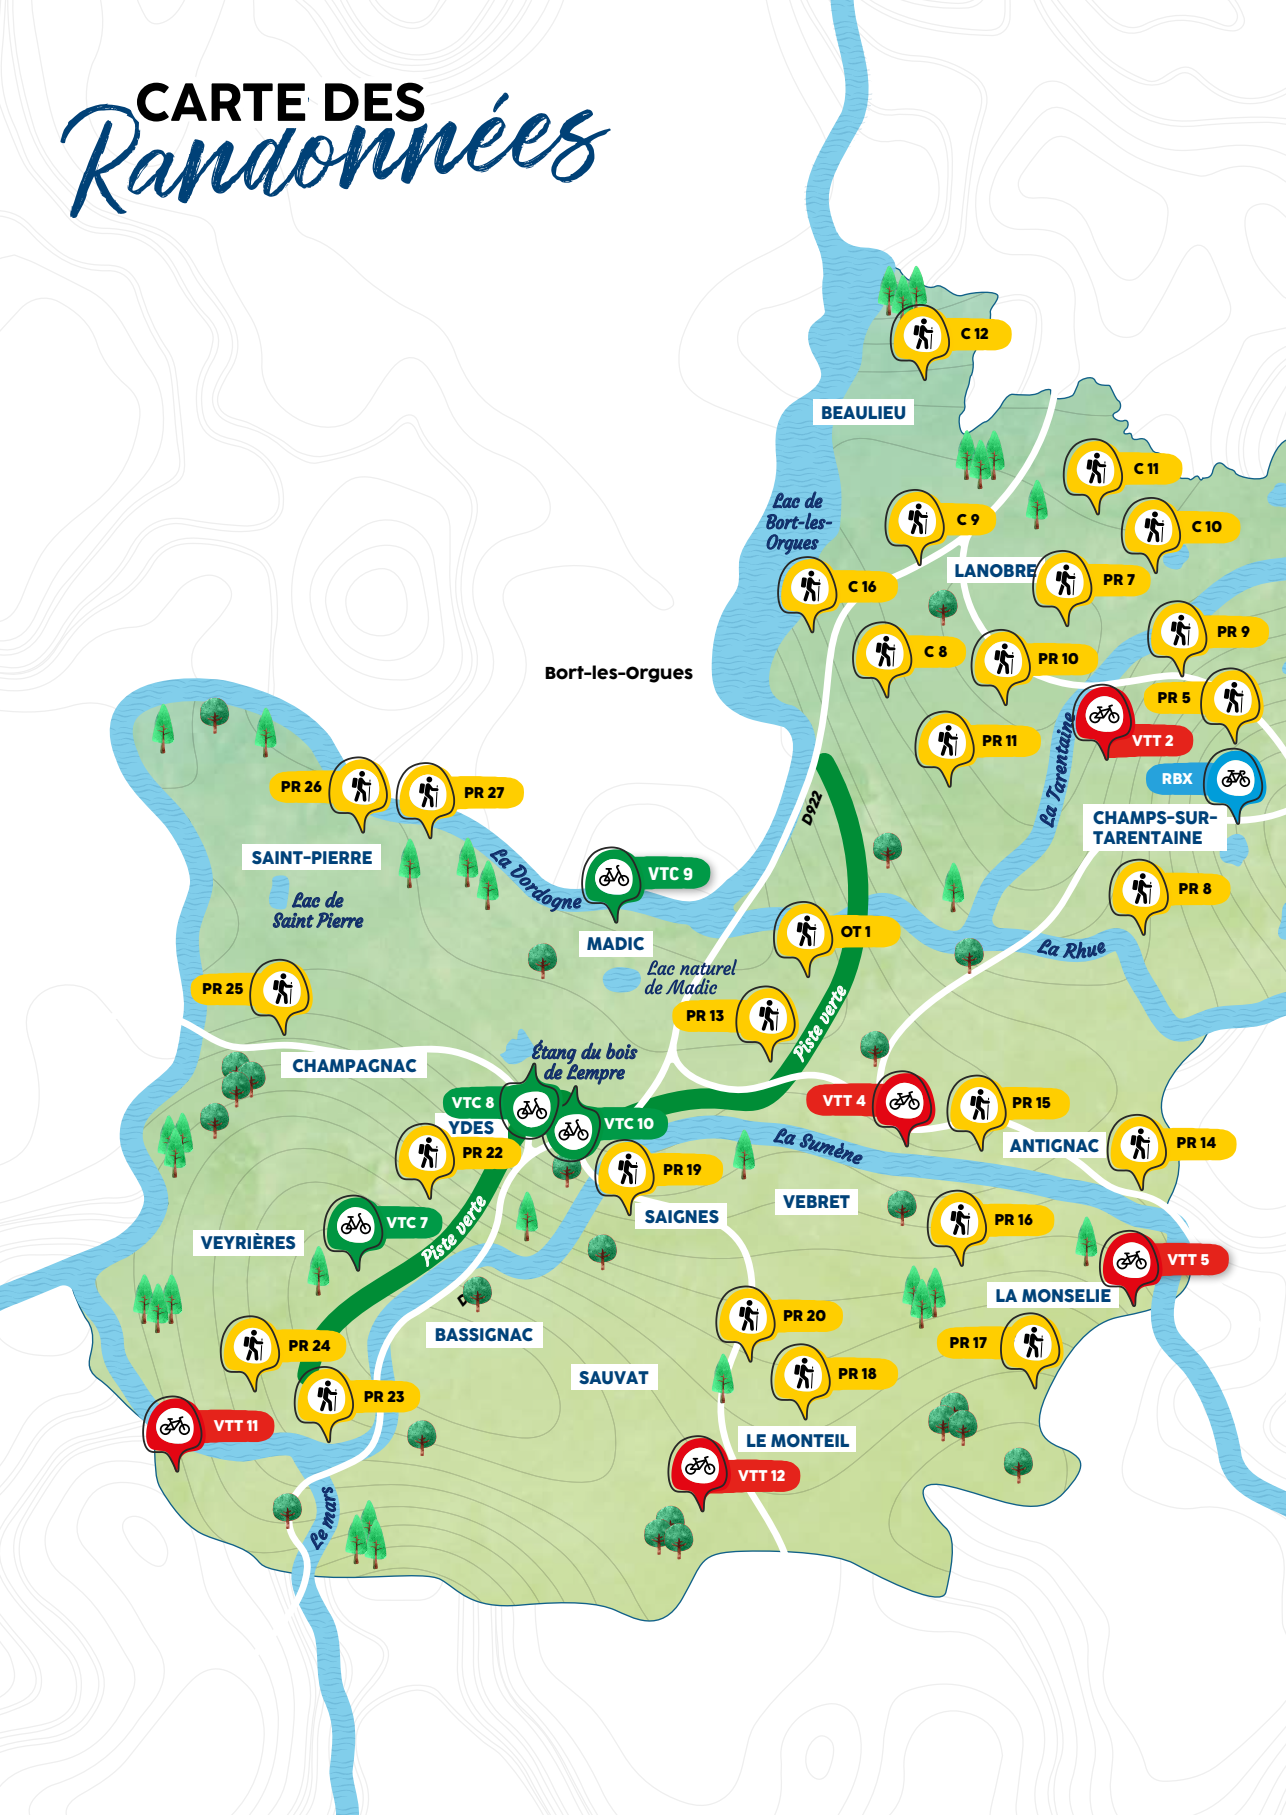 CARTE DES
Randonnées
C 12
BEAULIEU
C 11
Lac de
Bort-les-
Orgues
C 9
C 10
LANOBRE
PR 7
C 16
PR 9
C 8
PR 10
Bort-les-Orgues
PR 5
La Tarentaine
PR 11
VTT 2
RBX
PR 26
PR 27
D922
CHAMPS-SUR-
TARENTAINE
SAINT-PIERRE
La Dordogne
VTC 9
PR 8
Lac de
Saint Pierre
OT 1
MADIC
La Rhue
Lac naturel
de Madic
PR 25
PR 13
Piste verte
Étang du bois
de Lempre
CHAMPAGNAC
VTC 8
VTT 4
PR 15
YDES
VTC 10
La Sumène
ANTIGNAC
PR 14
PR 22
PR 19
VEBRET
SAIGNES
VTC 7
Piste verte
PR 16
VEYRIÈRES
VTT 5
LA MONSELIE
D
PR 20
BASSIGNAC
PR 24
PR 17
SAUVAT
PR 18
PR 23
VTT 11
LE MONTEIL
VTT 12
Le mars